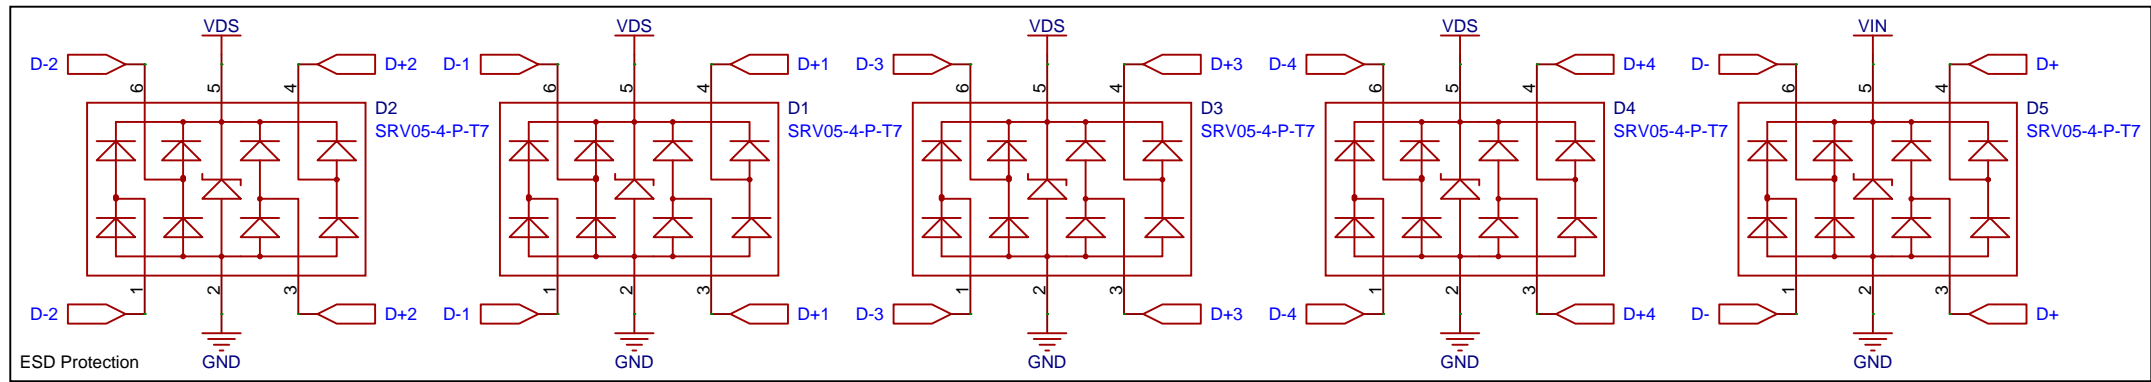 VDS VDS VDS VDS VIN
D-2 D+2 D-1 D+1 D-3 D+3 D-4 D+4 D- D+
6 5 4 6 5 4 6 5 4 6 5 4 6 5 4
D2 D1 D3 D4 D5
SRV05-4-P-T7 SRV05-4-P-T7 SRV05-4-P-T7 SRV05-4-P-T7 SRV05-4-P-T7
1 2 3 1 2 3 1 2 3 1 2 3 1 2 3
D-2 D+2 D-1 D+1 D-3 D+3 D-4 D+4 D- D+
ESD Protection GND GND GND GND GND